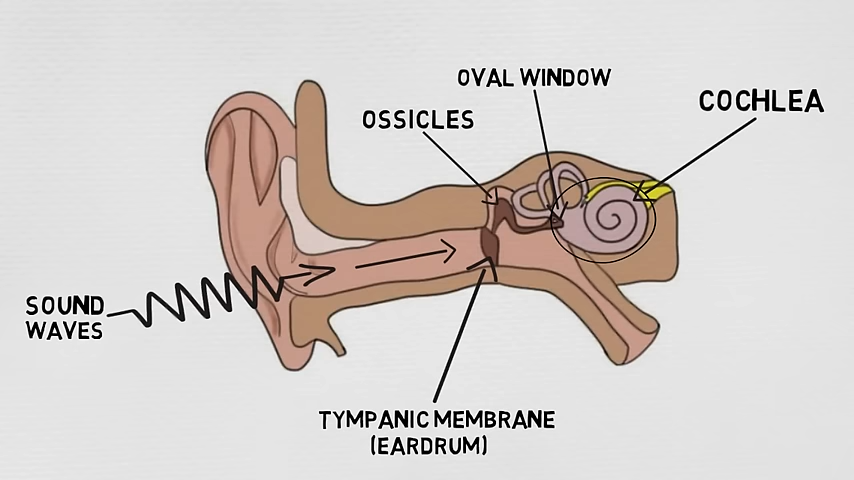 OVAL WINDOW
COCHLEA
OSSICLES
SOUND
WAVES
TYMPANIC MEMBRANE
(EARDRUM)